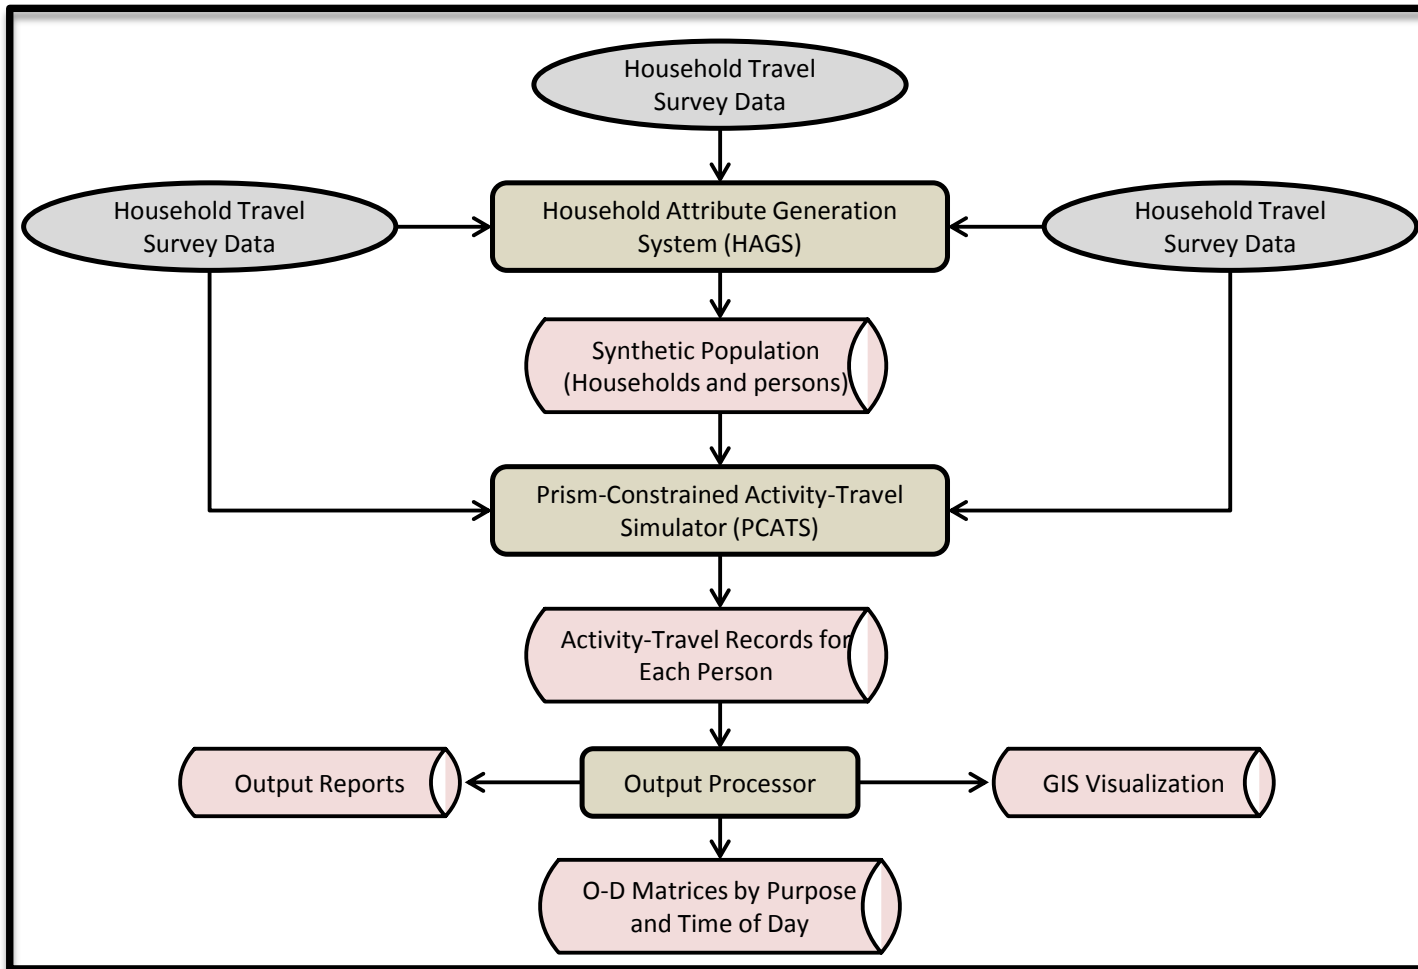 Household Travel
Survey Data
Household Travel
Survey Data
Household Attribute Generation
System (HAGS)
Household Travel
Survey Data
Synthetic Population
(Households and persons)
Prism-Constrained Activity-Travel
Simulator (PCATS)
Activity-Travel Records for
Each Person
Output Reports
Output Processor
GIS Visualization
O-D Matrices by Purpose
and Time of Day